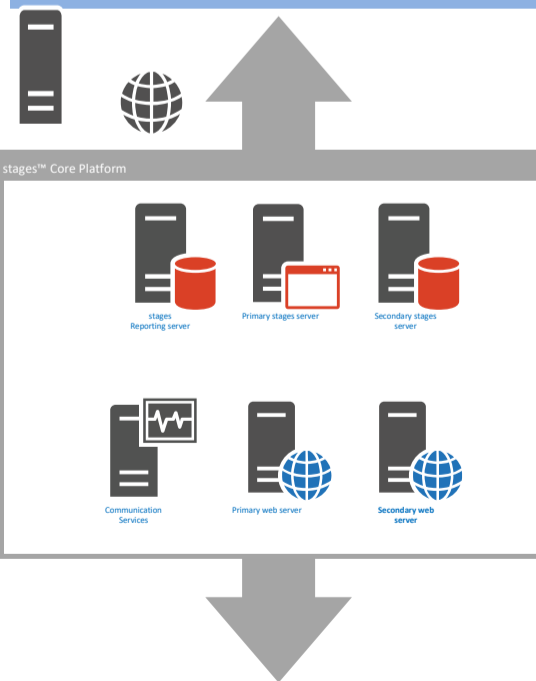 stages™ Core Platform
stages
Reporting server
Primary stages server
Secondary stages
server
Communication
Services
Primary web server
Secondary web
server